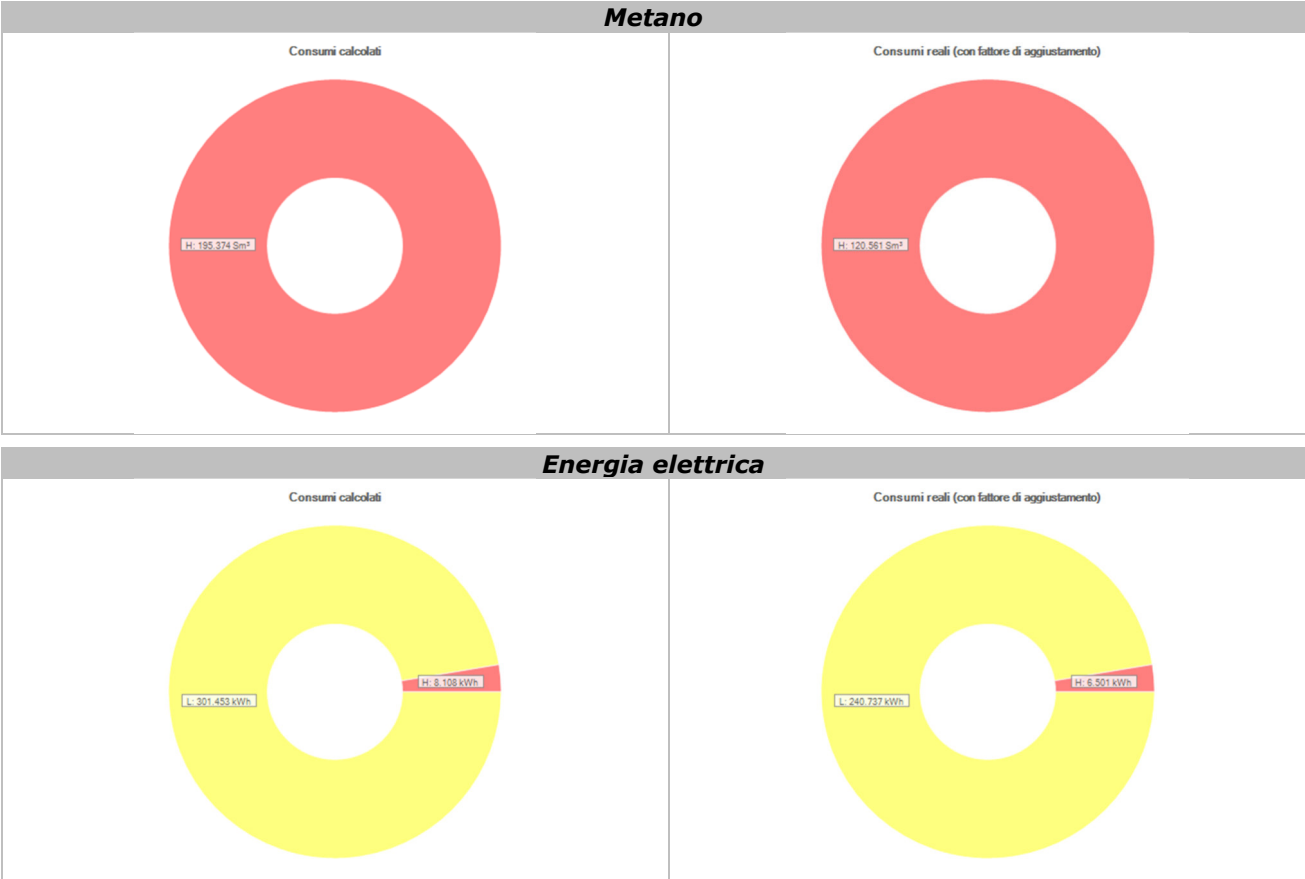 Metano
Consumi calcolati
Consumi reali (con fattore di aggiustamento)
H: 195.374 Sm³
H: 120.561 Sm³
Energia elettrica
Consumi calcolati
Consumi reali (con fattore di aggiustamento)
H: 8.108 kWh
H: 6.501 kWh
L: 301.453 kWh
L: 240.737 kWh